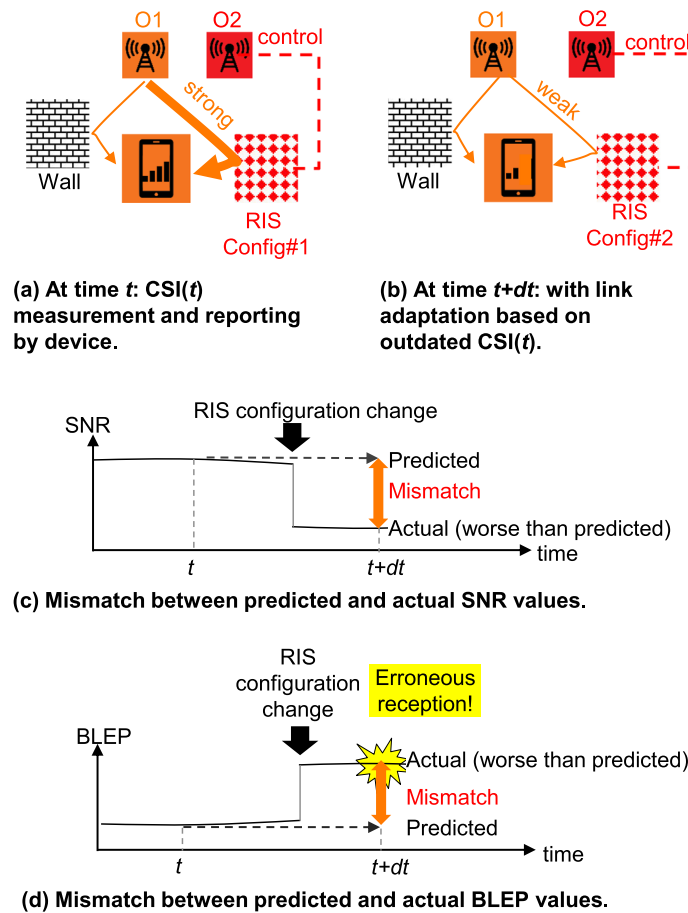 O1 O2
control
strong
Wall
RIS
Config#1
(a) At time t: CSI(t)
measurement and reporting
by device.
O1 O2
control
weak
Wall
RIS
Config#2
(b) At time t+dt: with link
adaptation based on
outdated CSI(t).
RIS configuration change
SNR
Predicted
Mismatch
Actual (worse than predicted)
time
t
t+dt
(c) Mismatch between predicted and actual SNR values.
RIS
configuration
change
Erroneous
reception!
BLEP
Actual (worse than predicted)
Mismatch
Predicted
time
t
t+dt
(d) Mismatch between predicted and actual BLEP values.